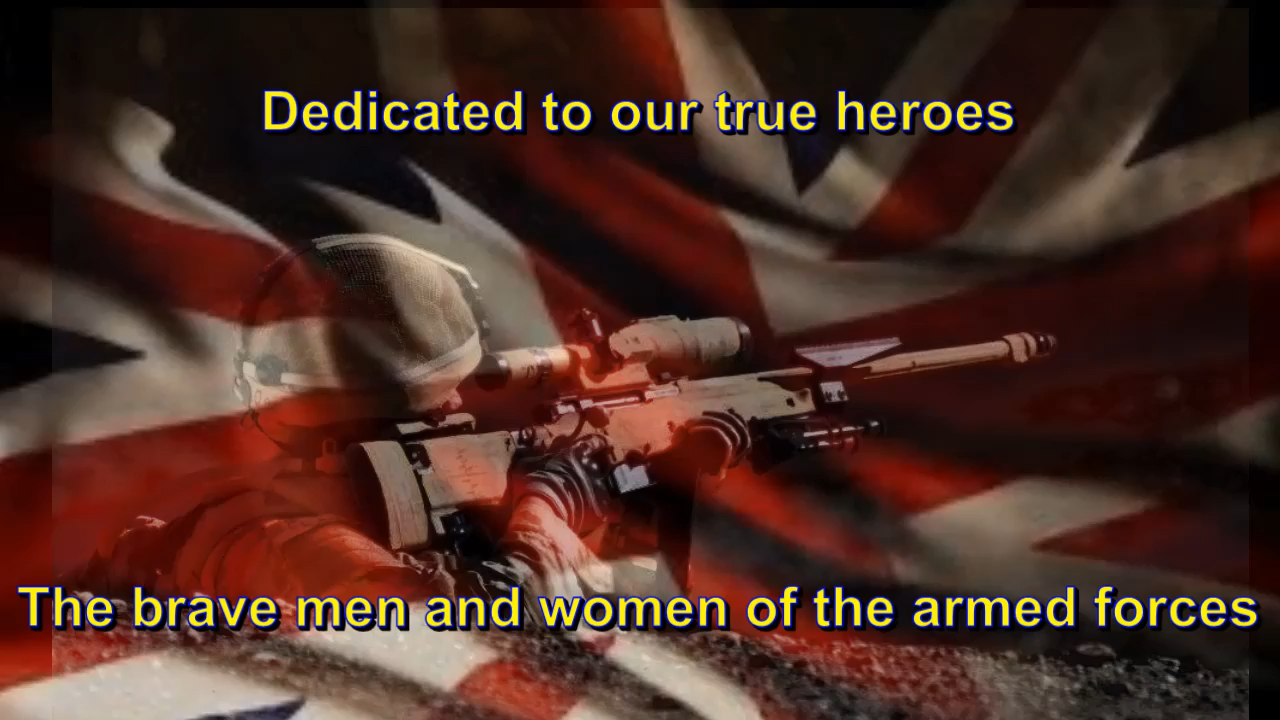 Dedicated to our true heroes
The brave men and women of the armed forces